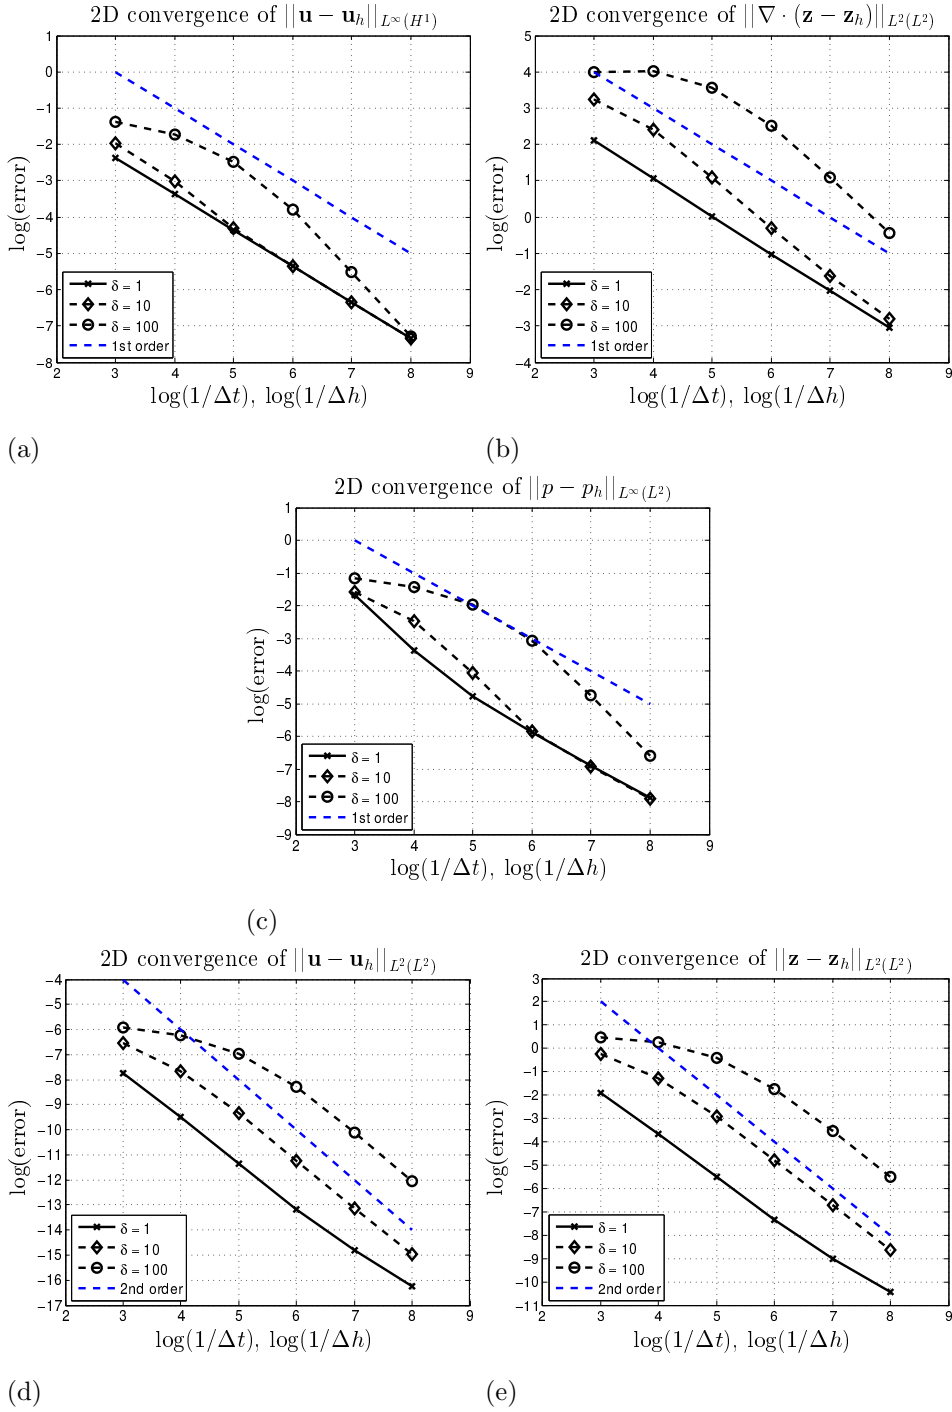 2D convergence of ||u − u_h||_{L^∞(H^1)}
1
0
−1
−2
−3
−4
−5
−6
−7
−8
log(error)
δ = 1
δ = 10
δ = 100
1st order
2 3 4 5 6 7 8 9
log(1/Δt), log(1/Δh)
(a)
2D convergence of ||∇ · (z − z_h)||_{L^2(L^2)}
5
4
3
2
1
0
−1
−2
−3
−4
log(error)
δ = 1
δ = 10
δ = 100
1st order
2 3 4 5 6 7 8 9
log(1/Δt), log(1/Δh)
(b)
2D convergence of ||p − p_h||_{L^∞(L^2)}
1
0
−1
−2
−3
−4
−5
−6
−7
−8
−9
log(error)
δ = 1
δ = 10
δ = 100
1st order
2 3 4 5 6 7 8 9
log(1/Δt), log(1/Δh)
(c)
2D convergence of ||u − u_h||_{L^2(L^2)}
−4
−5
−6
−7
−8
−9
−10
−11
−12
−13
−14
−15
−16
−17
log(error)
δ = 1
δ = 10
δ = 100
2nd order
2 3 4 5 6 7 8 9
log(1/Δt), log(1/Δh)
(d)
2D convergence of ||z − z_h||_{L^2(L^2)}
3
2
1
0
−1
−2
−3
−4
−5
−6
−7
−8
−9
−10
−11
log(error)
δ = 1
δ = 10
δ = 100
2nd order
2 3 4 5 6 7 8 9
log(1/Δt), log(1/Δh)
(e)